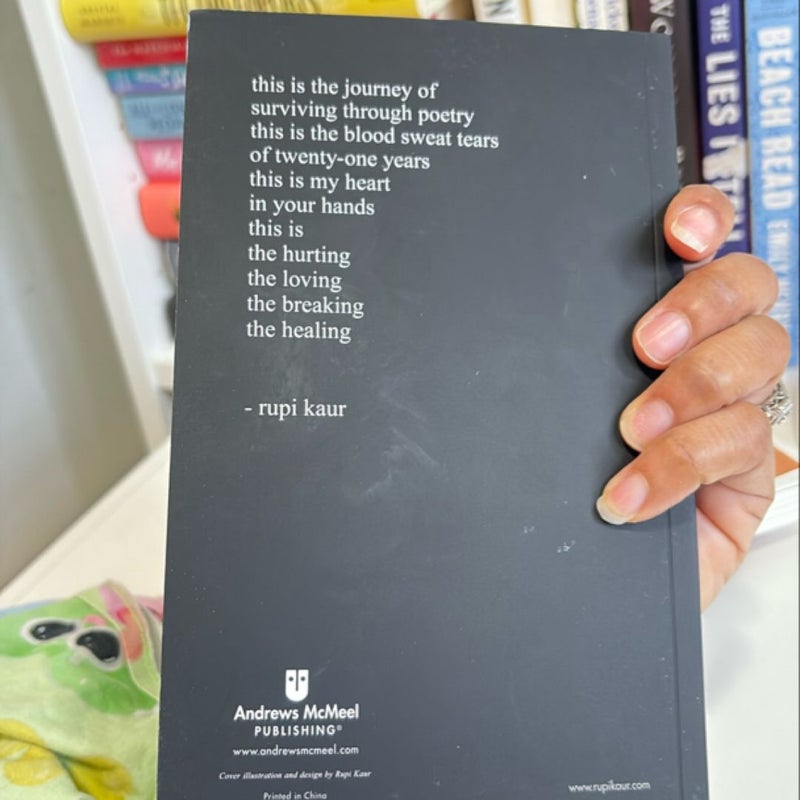 this is the journey of
surviving through poetry
this is the blood sweat tears
of twenty-one years
this is my heart
in your hands
this is
the hurting
the loving
the breaking
the healing
- rupi kaur
Andrews McMeel
PUBLISHING®
www.andrewsmcmeel.com
Cover illustration and design by Rupi Kaur
Printed in China
www.rupikaur.com
THE LIES
BEACH READ